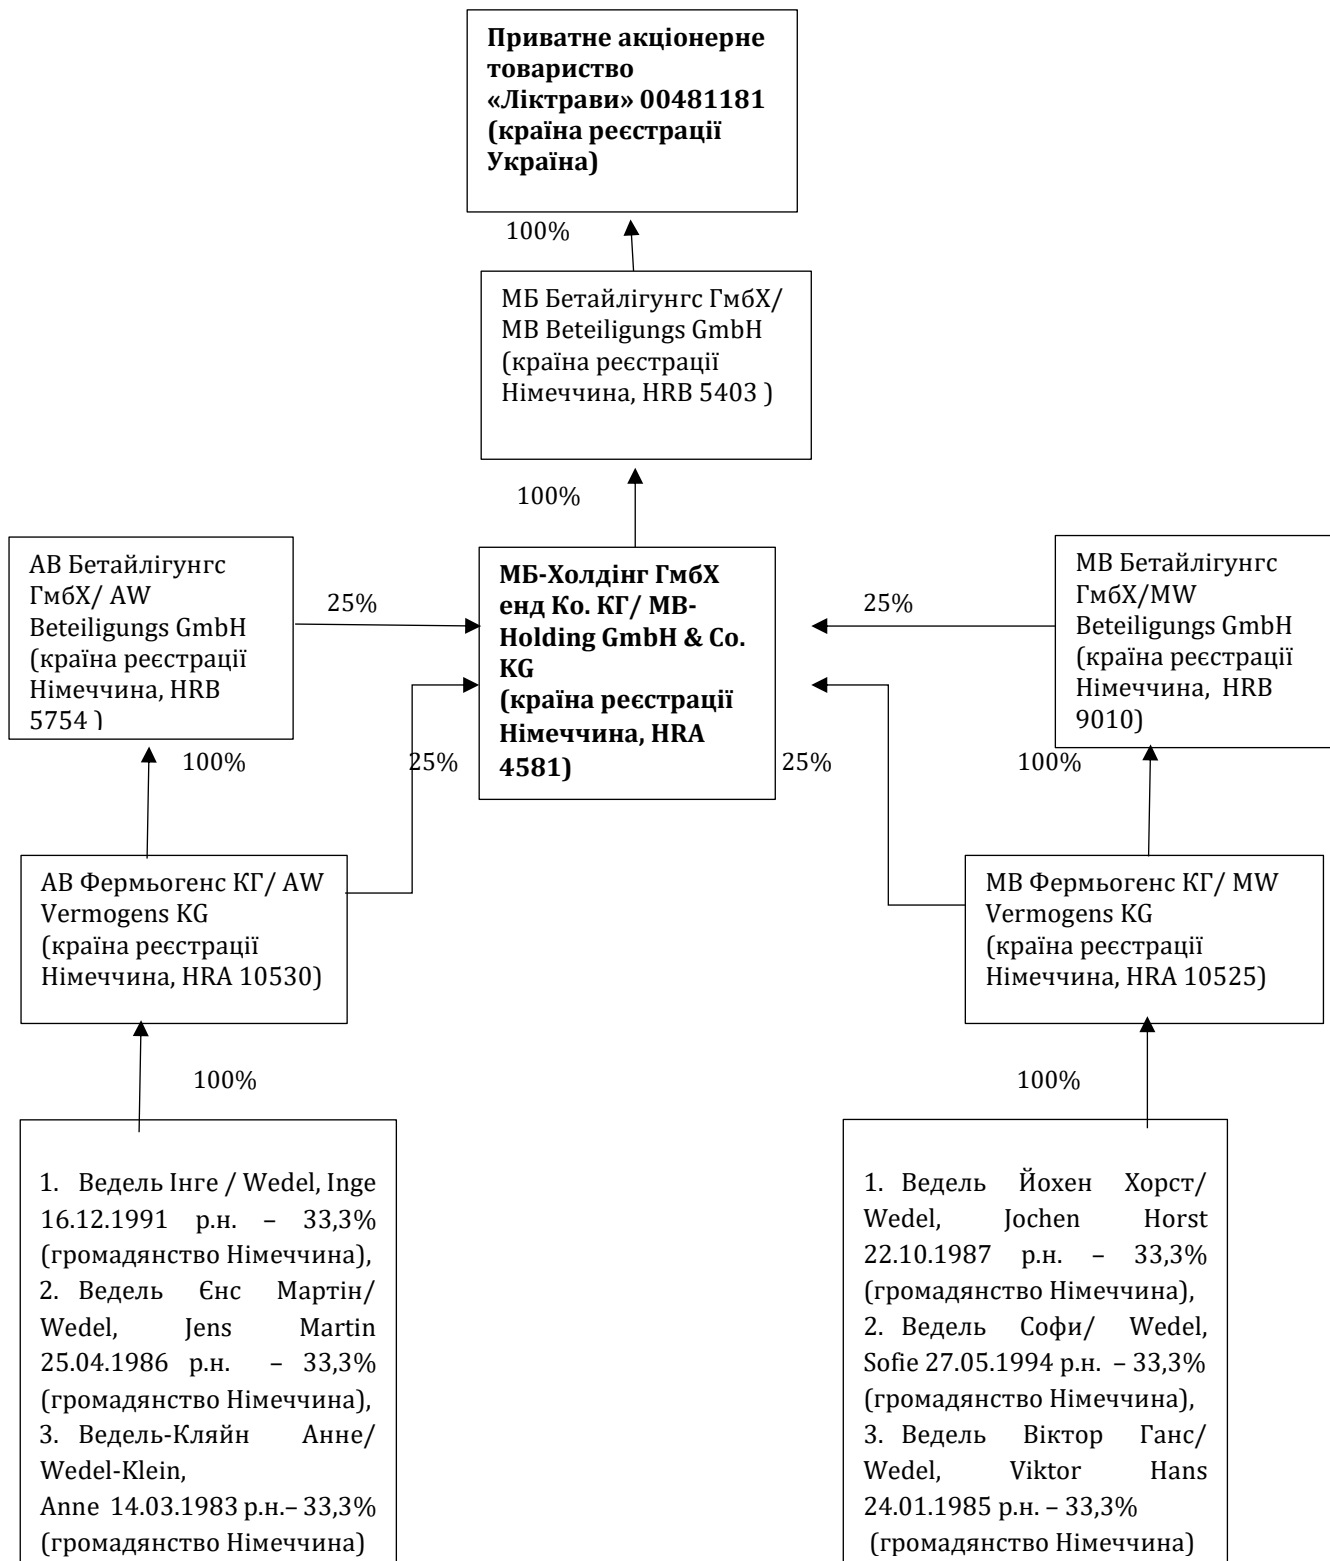 Приватне акціонерне
товариство
«Ліктрави» 00481181
(країна реєстрації
Україна)
100%
МБ Бетайлігунгс ГмбХ/
MB Beteiligungs GmbH
(країна реєстрації
Німеччина, HRB 5403 )
100%
АВ Бетайлігунгс
ГмбХ/ AW
Beteiligungs GmbH
(країна реєстрації
Німеччина, HRB
5754 )
25%
МБ-Холдінг ГмбХ
енд Ко. КГ/ MB-
Holding GmbH & Co.
KG
(країна реєстрації
Німеччина, HRA
4581)
25%
МВ Бетайлігунгс
ГмбХ/MW
Beteiligungs GmbH
(країна реєстрації
Німеччина, HRB
9010)
100%
25%
25%
100%
АВ Фермьогенс КГ/ AW
Vermogens KG
(країна реєстрації
Німеччина, HRA 10530)
МВ Фермьогенс КГ/ MW
Vermogens KG
(країна реєстрації
Німеччина, HRA 10525)
100%
100%
1. Ведель Інге / Wedel, Inge
16.12.1991 р.н. – 33,3%
(громадянство Німеччина),
2. Ведель Єнс Мартін/
Wedel, Jens Martin
25.04.1986 р.н. – 33,3%
(громадянство Німеччина),
3. Ведель-Кляйн Анне/
Wedel-Klein,
Anne 14.03.1983 р.н.– 33,3%
(громадянство Німеччина)
1. Ведель Йохен Хорст/
Wedel, Jochen Horst
22.10.1987 р.н. – 33,3%
(громадянство Німеччина),
2. Ведель Софи/ Wedel,
Sofie 27.05.1994 р.н. – 33,3%
(громадянство Німеччина),
3. Ведель Віктор Ганс/
Wedel, Viktor Hans
24.01.1985 р.н. – 33,3%
(громадянство Німеччина)